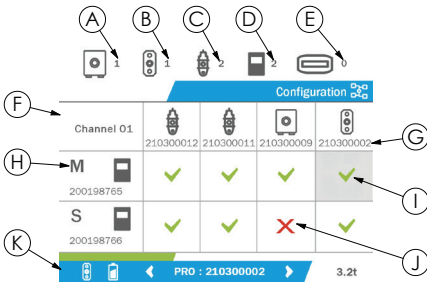 A B C D E
1 1 2 2 0
Configuration
F
Channel 01
210300012 210300011 210300009 210300002
G
H
M
200198765
I
S
200198766
J
K
PRO : 210300002
3.2t